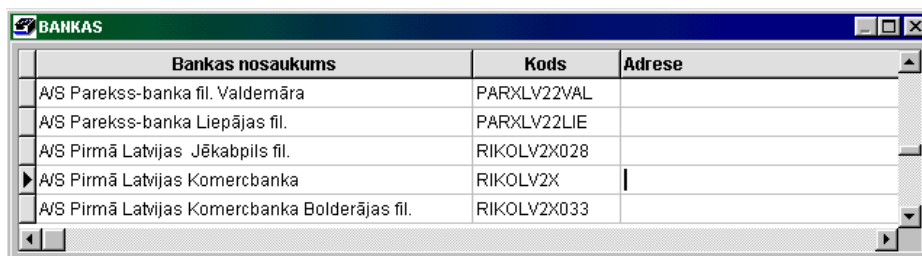 BANKAS
Bankas nosaukums Kods Adrese
A/S Parekss-banka fil. Valdemāra PARXLV22VAL
A/S Parekss-banka Liepājas fil. PARXLV22LIE
A/S Pirmā Latvijas  Jēkabpils fil. RIKOLV2X028
A/S Pirmā Latvijas Komercbanka RIKOLV2X
A/S Pirmā Latvijas Komercbanka Bolderājas fil. RIKOLV2X033